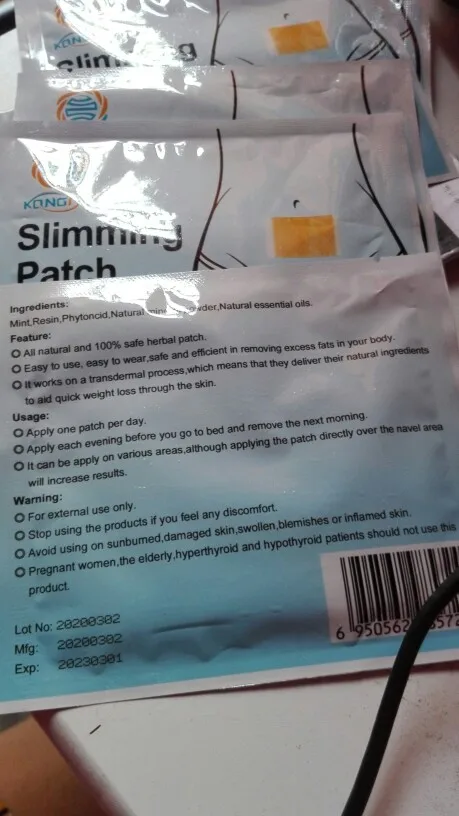 Slim g
KONG
Slimming
Patch
Ingredients:
Mint,Resin,Phytoncid,Natural Natural essential oils.
Feature:
All natural and 100% safe herbal patch.
Easy to use, easy to wear,safe and efficient in removing excess fats in your body.
It works on a transdermal process,which means that they deliver their natural ingredients
to aid quick weight loss through the skin.
Usage:
Apply one patch per day.
Apply each evening before you go to bed and remove the next morning.
It can be apply on various areas,although applying the patch directly over the navel area
will increase results.
Warning:
For external use only.
Stop using the products if you feel any discomfort.
Avoid using on sunburned,damaged skin,swollen,blemishes or inflamed skin.
Pregnant women,the elderly,hyperthyroid and hypothyroid patients should not use this
product.
Lot No: 20200302
Mfg: 20200302
Exp: 20230301
6 950562